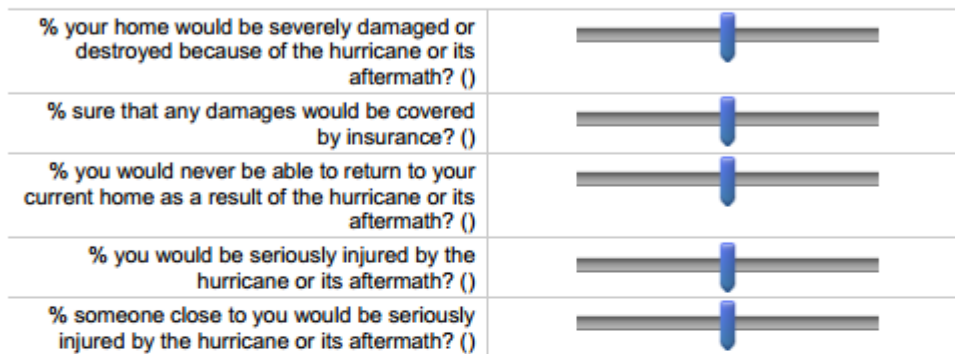 % your home would be severely damaged or
destroyed because of the hurricane or its
aftermath? ()
% sure that any damages would be covered
by insurance? ()
% you would never be able to return to your
current home as a result of the hurricane or its
aftermath? ()
% you would be seriously injured by the
hurricane or its aftermath? ()
% someone close to you would be seriously
injured by the hurricane or its aftermath? ()